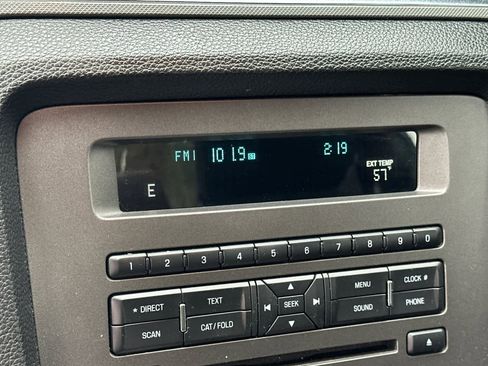 FM1 101.9 2:19
EXT TEMP
E 57°F
1 2 3 4 5 6 7 8 9 0
* DIRECT TEXT SEEK MENU CLOCK #
SCAN CAT/FOLD SOUND PHONE